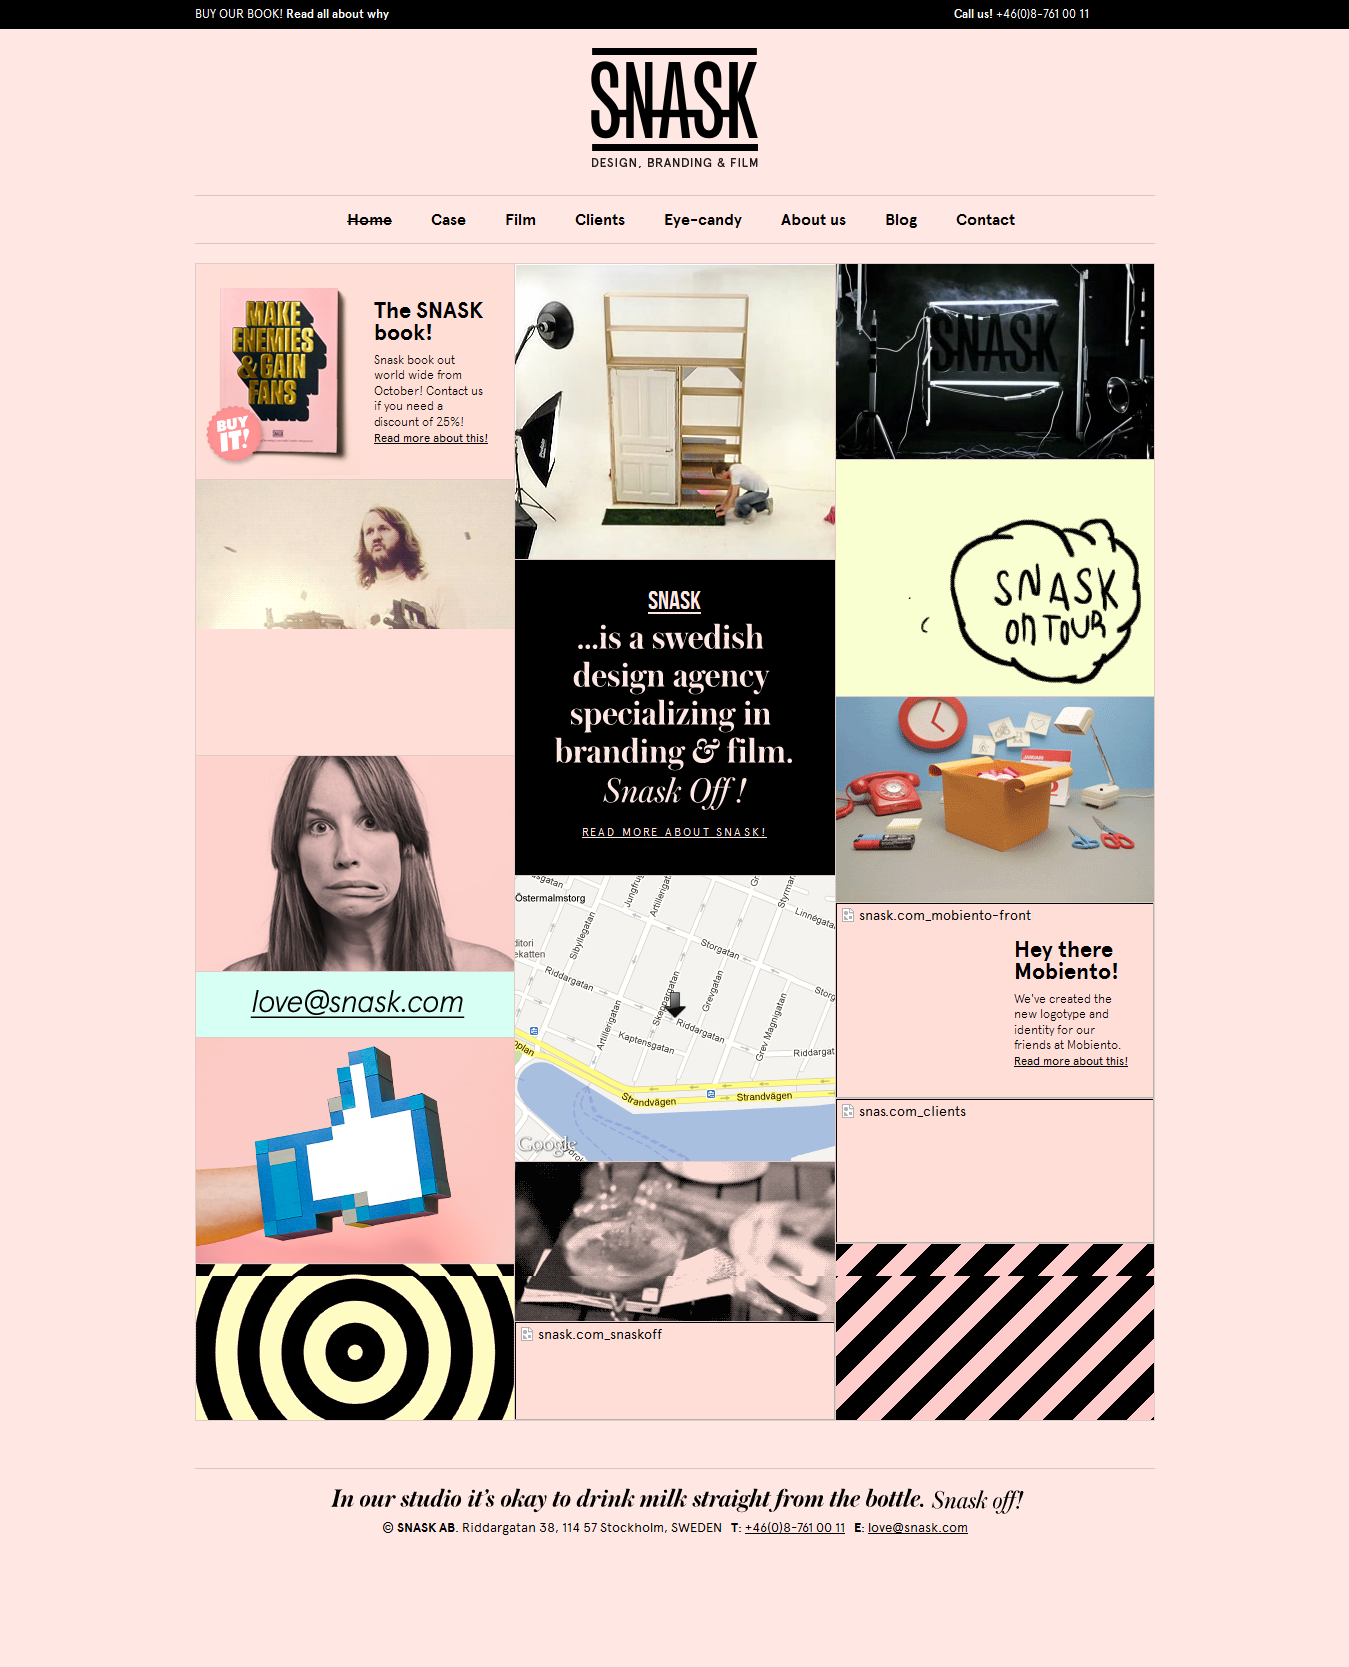 BUY OUR BOOK! Read all about why
Call us! +46(0)8-761 00 11
SNASK
DESIGN, BRANDING & FILM
Home
Case
Film
Clients
Eye-candy
About us
Blog
Contact
MAKE
ENEMIES
& GAIN
FANS
BUY
IT!
The SNASK
book!
Snask book out
world wide from
October! Contact us
if you need a
discount of 25%!
Read more about this!
love@snask.com
SNASK
...is a swedish
design agency
specializing in
branding & film.
Snask Off !
READ MORE ABOUT SNASK!
Östermalmstorg
Sibyllegatan
Artillerigatan
Storgatan
Linnégata
Riddargatan
Skeppargatan
Grevgatan
Riddargatan
Grev Magnigatan
Artillerigatan
Kaptensgatan
Riddargat
Strandvägen
Strandvägen
Google
snask.com_snaskoff
SNASK
SNASK
ON TOUR
JANUARI
2
snask.com_mobiento-front
Hey there
Mobiento!
We've created the
new logotype and
identity for our
friends at Mobiento.
Read more about this!
snas.com_clients
In our studio it's okay to drink milk straight from the bottle. Snask off!
© SNASK AB. Riddargatan 38, 114 57 Stockholm, SWEDEN T: +46(0)8-761 00 11 E: love@snask.com